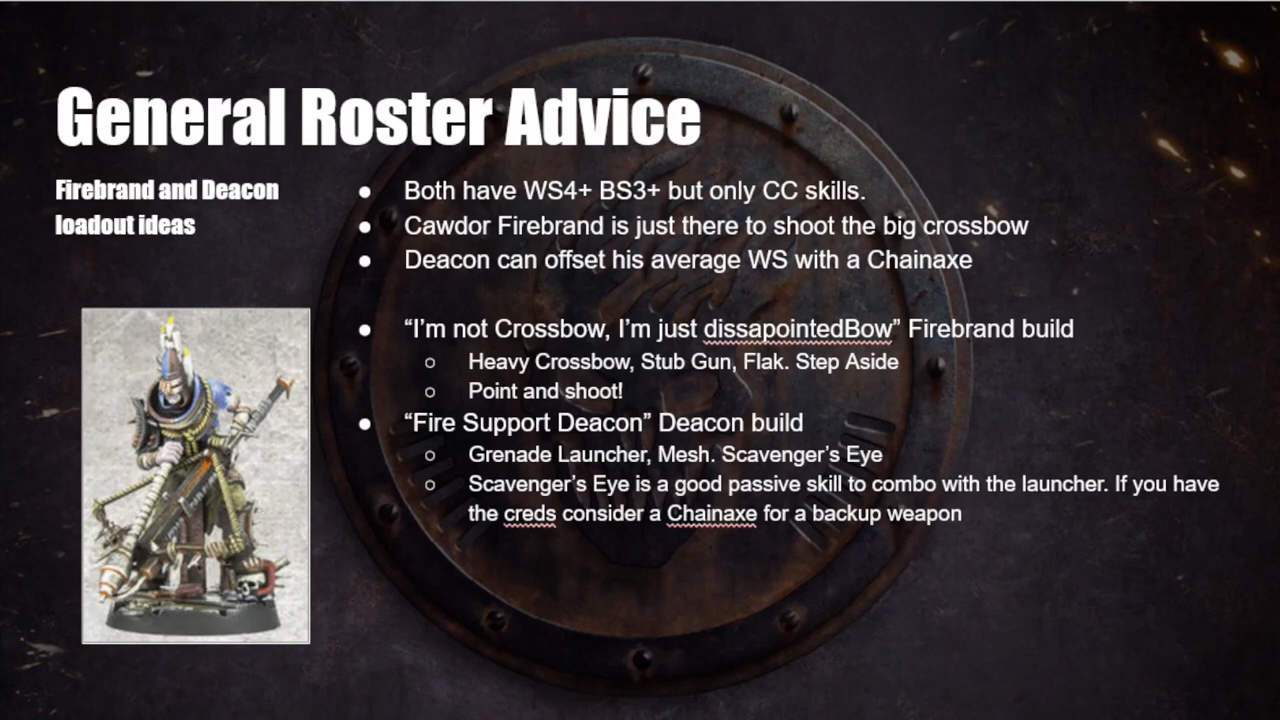 General Roster Advice
Firebrand and Deacon
loadout ideas
● Both have WS4+ BS3+ but only CC skills.
● Cawdor Firebrand is just there to shoot the big crossbow
● Deacon can offset his average WS with a Chainaxe
● “I’m not Crossbow, I’m just dissapointedBow” Firebrand build
○ Heavy Crossbow, Stub Gun, Flak. Step Aside
○ Point and shoot!
● “Fire Support Deacon” Deacon build
○ Grenade Launcher, Mesh. Scavenger’s Eye
○ Scavenger’s Eye is a good passive skill to combo with the launcher. If you have
the creds consider a Chainaxe for a backup weapon